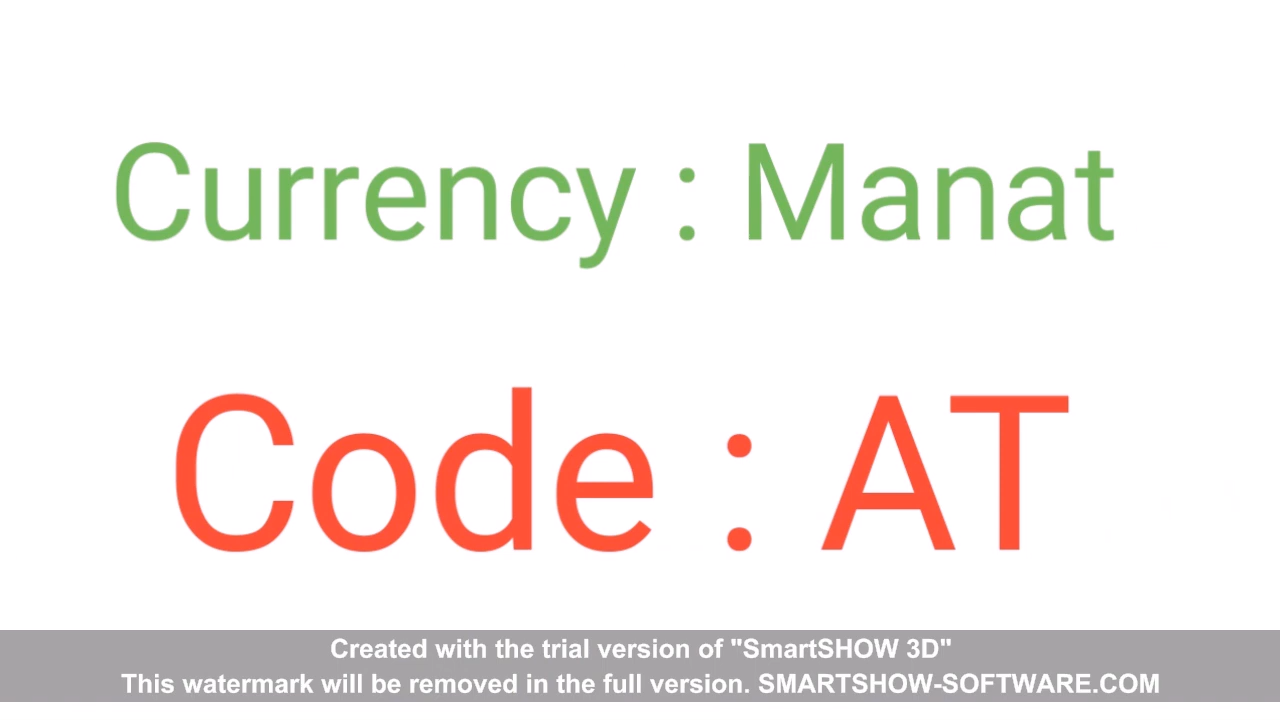 Currency : Manat
Code : AT
Created with the trial version of "SmartSHOW 3D"
This watermark will be removed in the full version. SMARTSHOW-SOFTWARE.COM